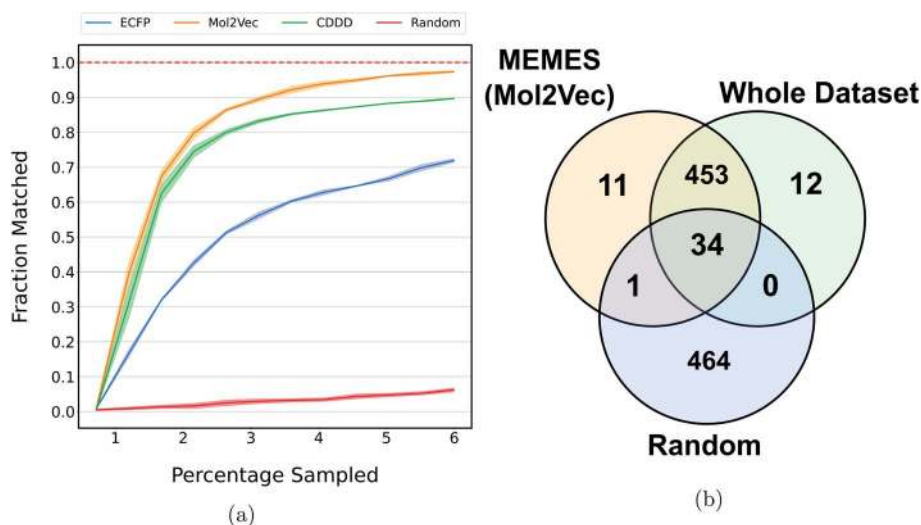 ECFP Mol2Vec CDDD Random
1.0
0.9
0.8
0.7
0.6
0.5
0.4
0.3
0.2
0.1
0.0
Fraction Matched
1 2 3 4 5 6
Percentage Sampled
(a)
MEMES
(Mol2Vec)
Whole Dataset
11 453 12
34
1 0
464
Random
(b)